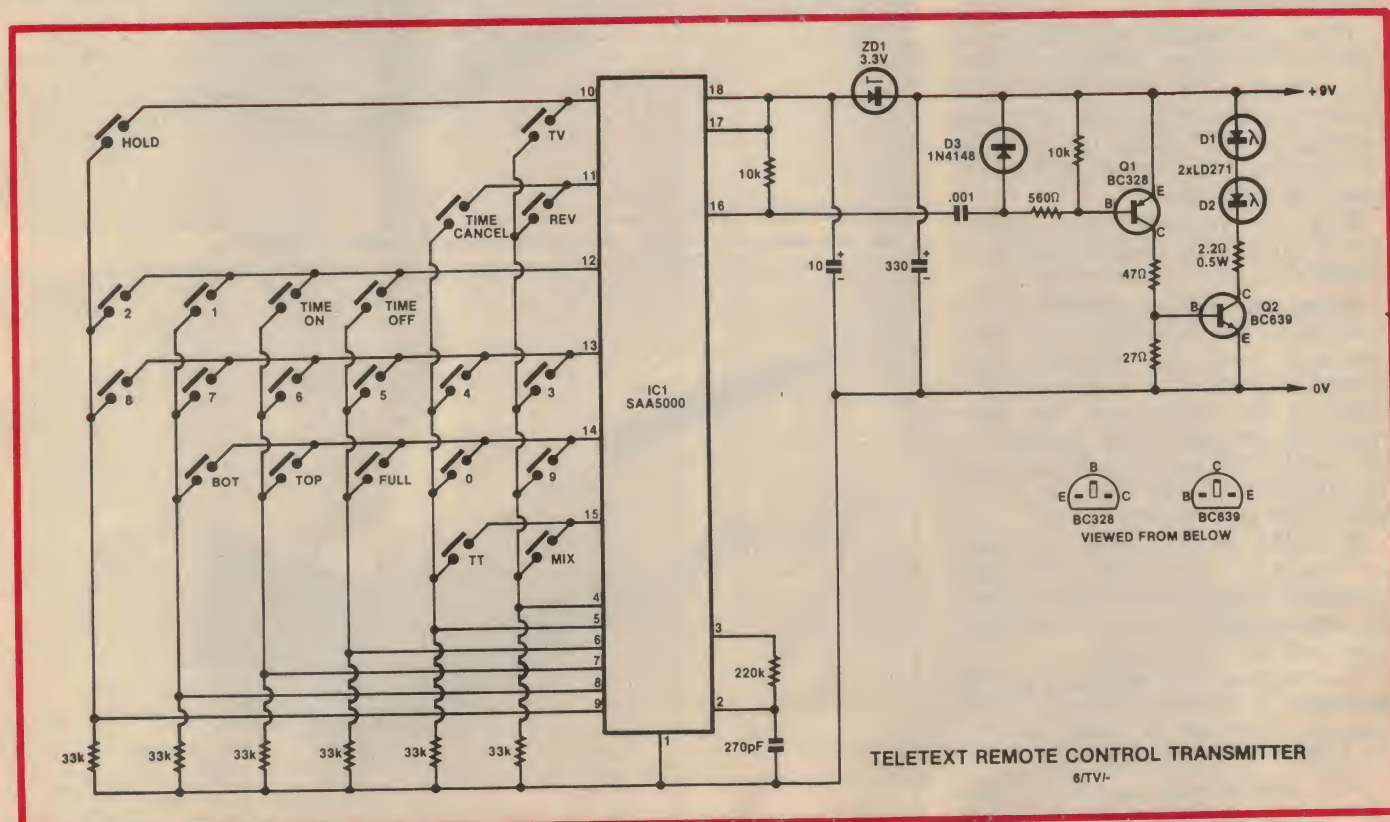 ZD1
3.3V
10
18
+9V
HOLD
TV
17
D3
1N4148
10k
D1
2xLD271
D2
11
10k
Q1
BC328
E
B
C
TIME
CANCEL
REV
16
.001
560Ω
2.2Ω
0.5W
12
10
+
-
330
+
-
47Ω
2
1
TIME
ON
TIME
OFF
B
C
E
Q2
BC639
13
IC1
SAA5000
27Ω
8
7
6
5
4
3
0V
14
BOT
TOP
FULL
0
9
B
E
C
BC328
C
B
E
BC639
VIEWED FROM BELOW
15
TT
MIX
4
5
6
7
8
9
3
220k
2
270pF
1
33k
33k
33k
33k
33k
33k
TELETEXT REMOTE CONTROL TRANSMITTER
6/TV/-